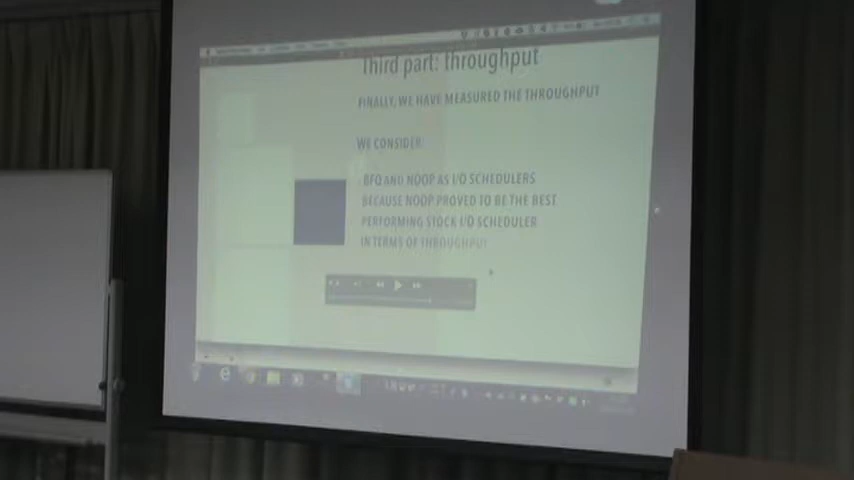 Third part: throughput
FINALLY, WE HAVE MEASURED THE THROUGHPUT
WE CONSIDER:
- BFQ AND NOOP AS I/O SCHEDULERS
BECAUSE NOOP PROVED TO BE THE BEST
PERFORMING STOCK I/O SCHEDULER
IN TERMS OF THROUGHPUT